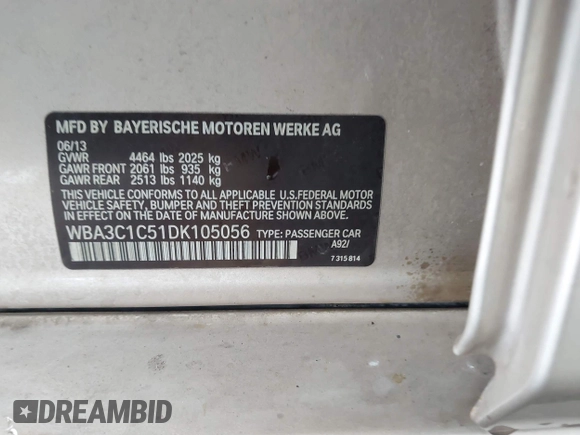 MFD BY BAYERISCHE MOTOREN WERKE AG
06/13
GVWR 4464 lbs 2025 kg
GAWR FRONT 2061 lbs 935 kg
GAWR REAR 2513 lbs 1140 kg
THIS VEHICLE CONFORMS TO ALL APPLICABLE U.S.FEDERAL MOTOR
VEHICLE SAFETY, BUMPER AND THEFT PREVENTION STANDARDS
IN EFFECT ON THE DATE OF MANUFACTURE SHOWN ABOVE.
WBA3C1C51DK105056 TYPE: PASSENGER CAR
A92/
7 315 814
DREAMBID